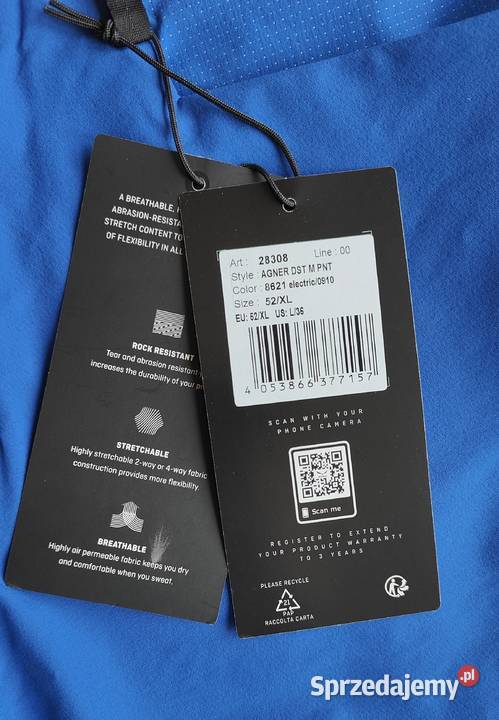 A BREATHABLE,
ABRASION-RESISTA
STRETCH CONTENT TO
OF FLEXIBILITY IN ALL
ROCK RESISTANT
Tear and abrasion resistant
increases the durability of your
STRETCHABLE
Highly stretchable 2-way or 4-way fabric
construction provides more flexibility.
BREATHABLE
Highly air permeable fabric keeps you dry
and comfortable when you sweat.
Art.: 28308 Line: 00
Style: AGNER DST M PNT
Color: 8621 electric/0910
Size: 52/XL
EU: 52/XL US: L/36
4 053866 377157
SCAN WITH YOUR
PHONE CAMERA
Scan me
REGISTER TO EXTEND
YOUR PRODUCT WARRANTY
TO 3 YEARS
PLEASE RECYCLE
21
PAP
RACCOLTA CARTA
Sprzedajemy.pl